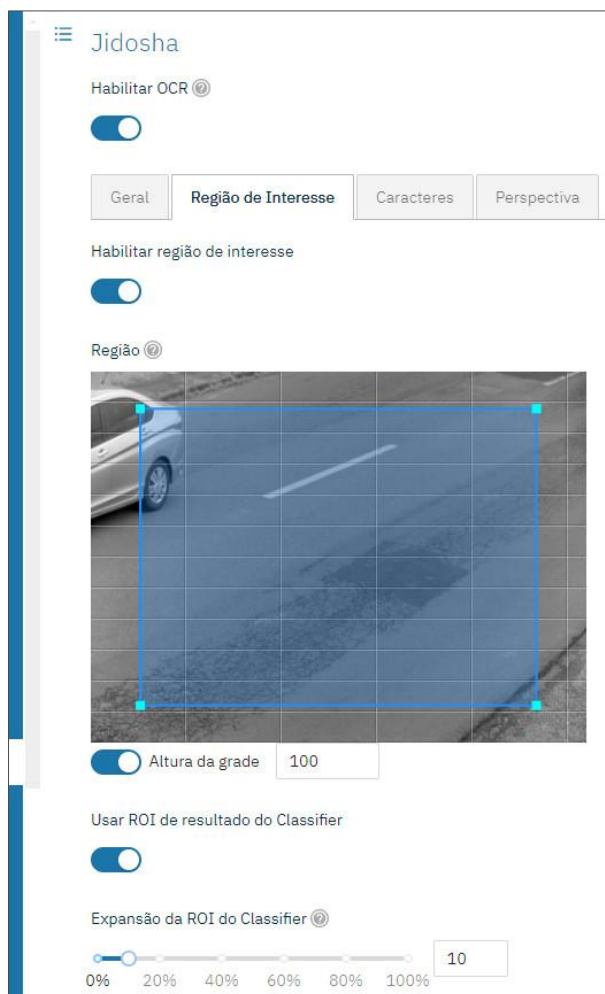 Jidosha
Habilitar OCR
Geral Região de Interesse Caracteres Perspectiva
Habilitar região de interesse
Região
Altura da grade 100
Usar ROI de resultado do Classifier
Expansão da ROI do Classifier
10
0% 20% 40% 60% 80% 100%